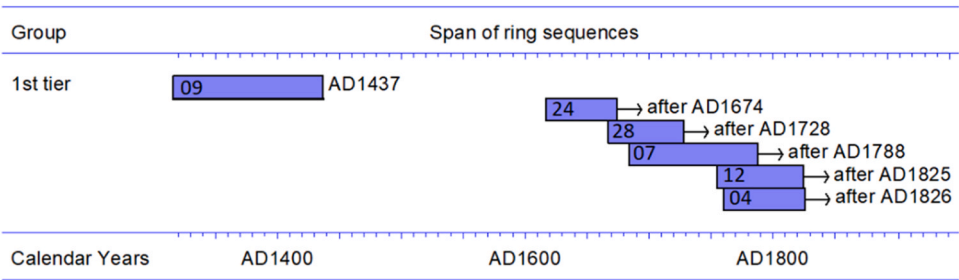 Group Span of ring sequences
1st tier 09 AD1437
24 after AD1674
28 after AD1728
07 after AD1788
12 after AD1825
04 after AD1826
Calendar Years AD1400 AD1600 AD1800